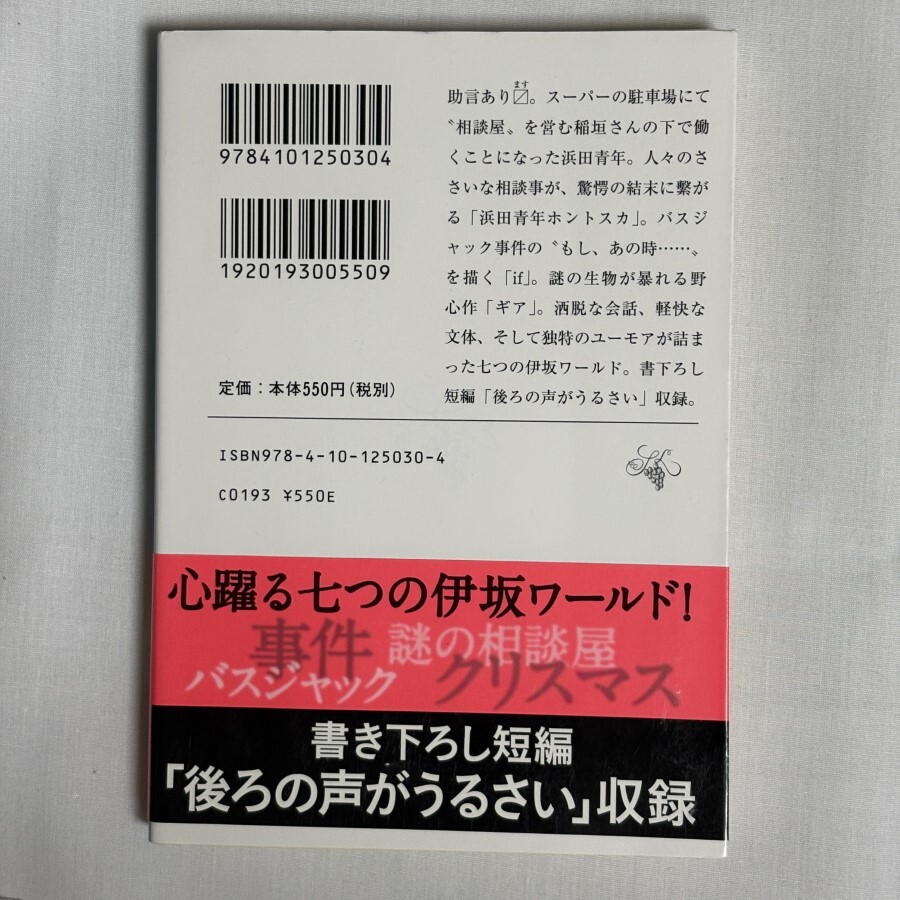 9784101250304
1920193005509
定価：本体550円（税別）
ISBN978-4-10-125030-4
C0193 ¥550E
ます
助言あり〼。スーパーの駐車場にて
〝相談屋〟を営む稲垣さんの下で働
くことになった浜田青年。人々のさ
さいな相談事が、驚愕の結末に繋が
る「浜田青年ホントスカ」。バスジ
ャック事件の〝もし、あの時……〟
を描く「if」。謎の生物が暴れる野
心作「ギア」。洒脱な会話、軽快な
文体、そして独特のユーモアが詰ま
った七つの伊坂ワールド。書下ろし
短編「後ろの声がうるさい」収録。
心躍る七つの伊坂ワールド!
事件 謎の相談屋
バスジャック クリスマス
書き下ろし短編
「後ろの声がうるさい」収録